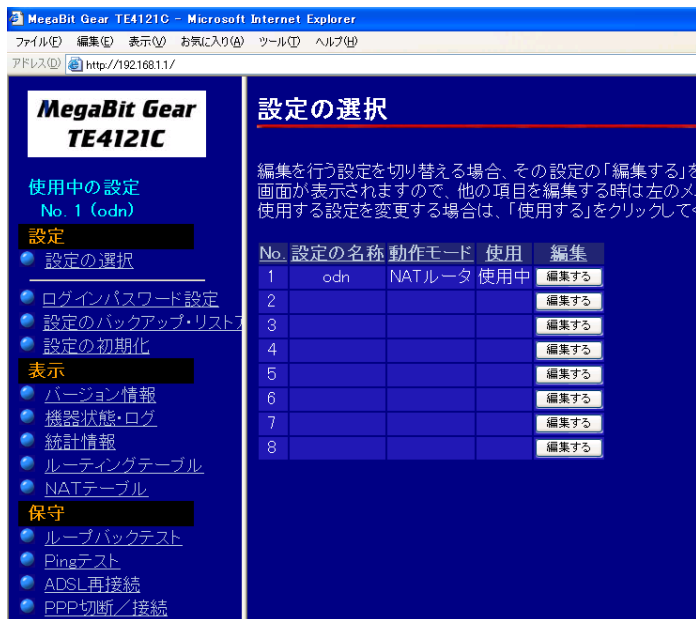 MegaBit Gear TE4121C - Microsoft Internet Explorer
ファイル(F) 編集(E) 表示(V) お気に入り(A) ツール(T) ヘルプ(H)
アドレス(D) http://192.168.1.1/
MegaBit Gear
TE4121C
使用中の設定
No. 1 (odn)
設定
設定の選択
ログインパスワード設定
設定のバックアップ・リストア
設定の初期化
表示
バージョン情報
機器状態・ログ
統計情報
ルーティングテーブル
NATテーブル
保守
ループバックテスト
Pingテスト
ADSL再接続
PPP切断／接続
設定の選択
編集を行う設定を切り替える場合、その設定の「編集する」を
画面が表示されますので、他の項目を編集する時は左のメ
使用する設定を変更する場合は、「使用する」をクリックして
No. 設定の名称 動作モード 使用 編集
1 odn NATルータ 使用中 編集する
2 編集する
3 編集する
4 編集する
5 編集する
6 編集する
7 編集する
8 編集する